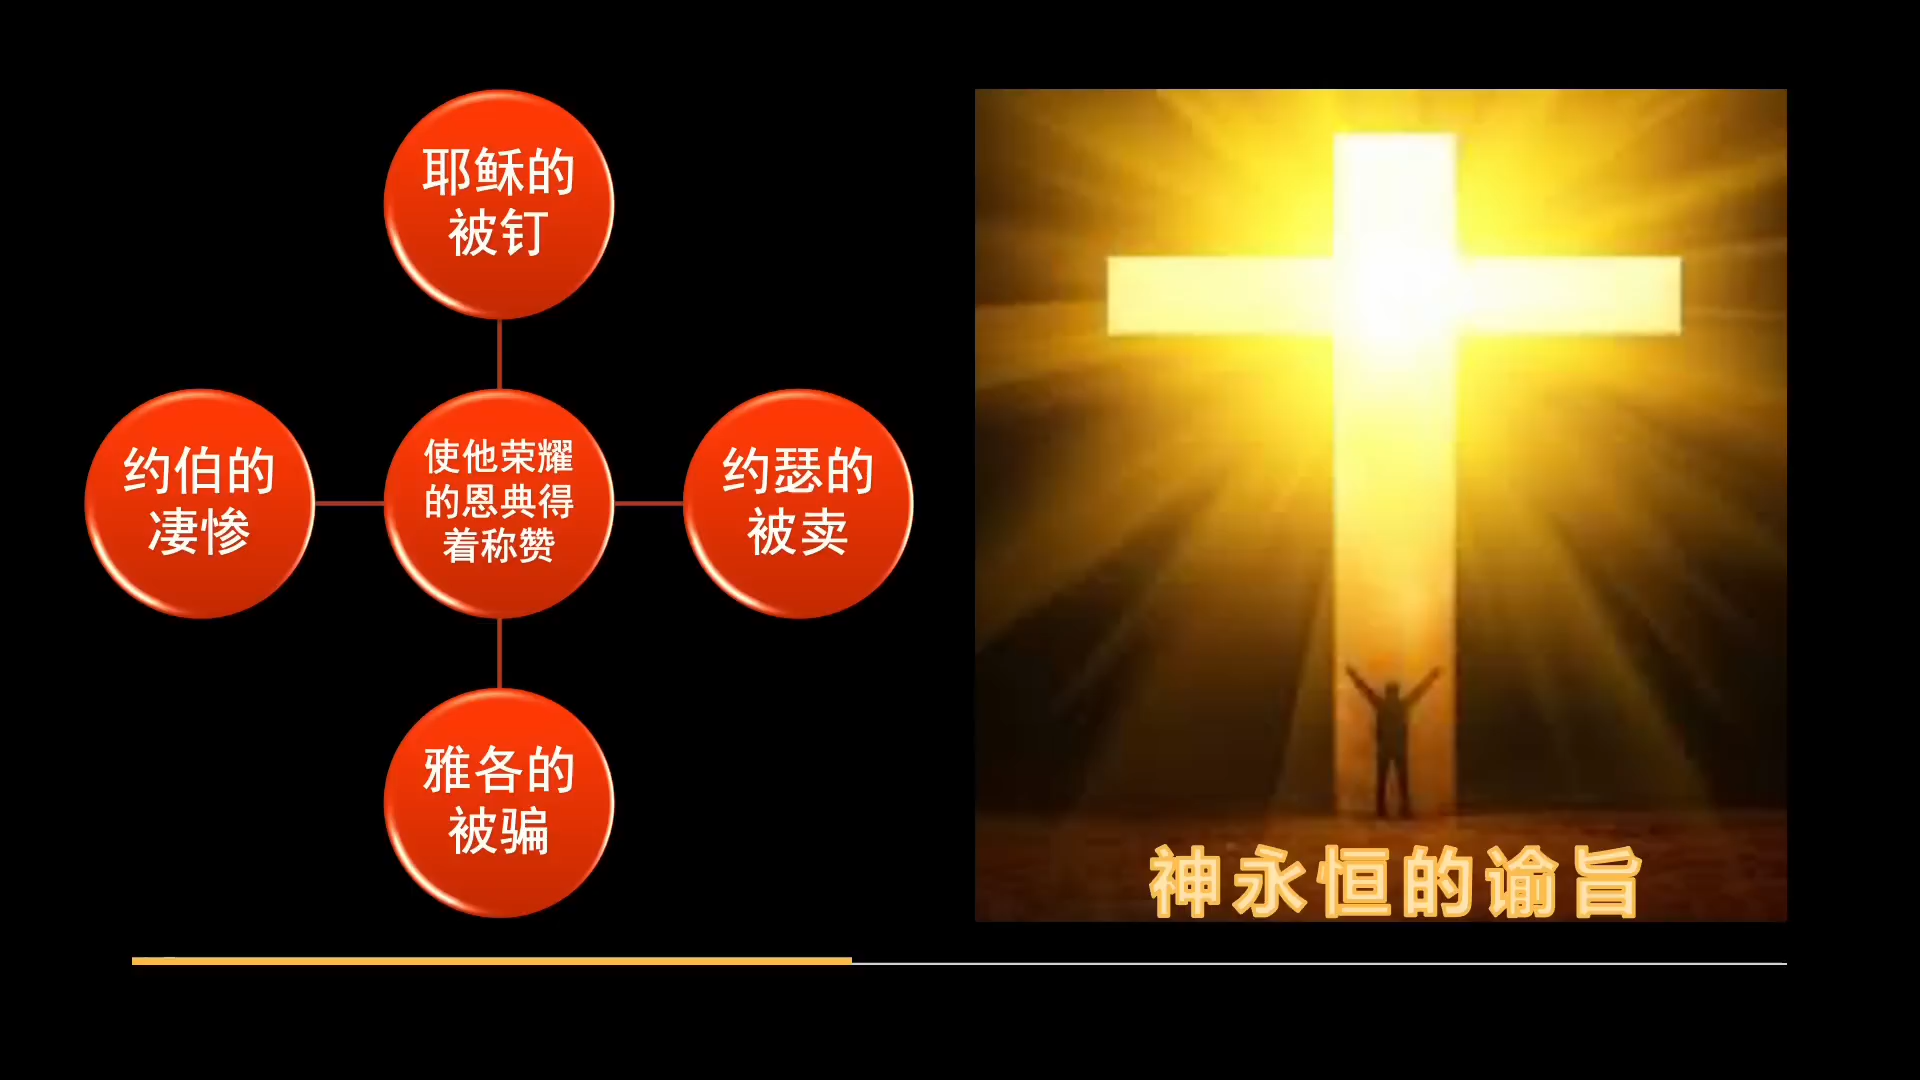 耶稣的
被钉
约伯的
凄惨
使他荣耀
的恩典得
着称赞
约瑟的
被卖
雅各的
被骗
神永恒的谕旨